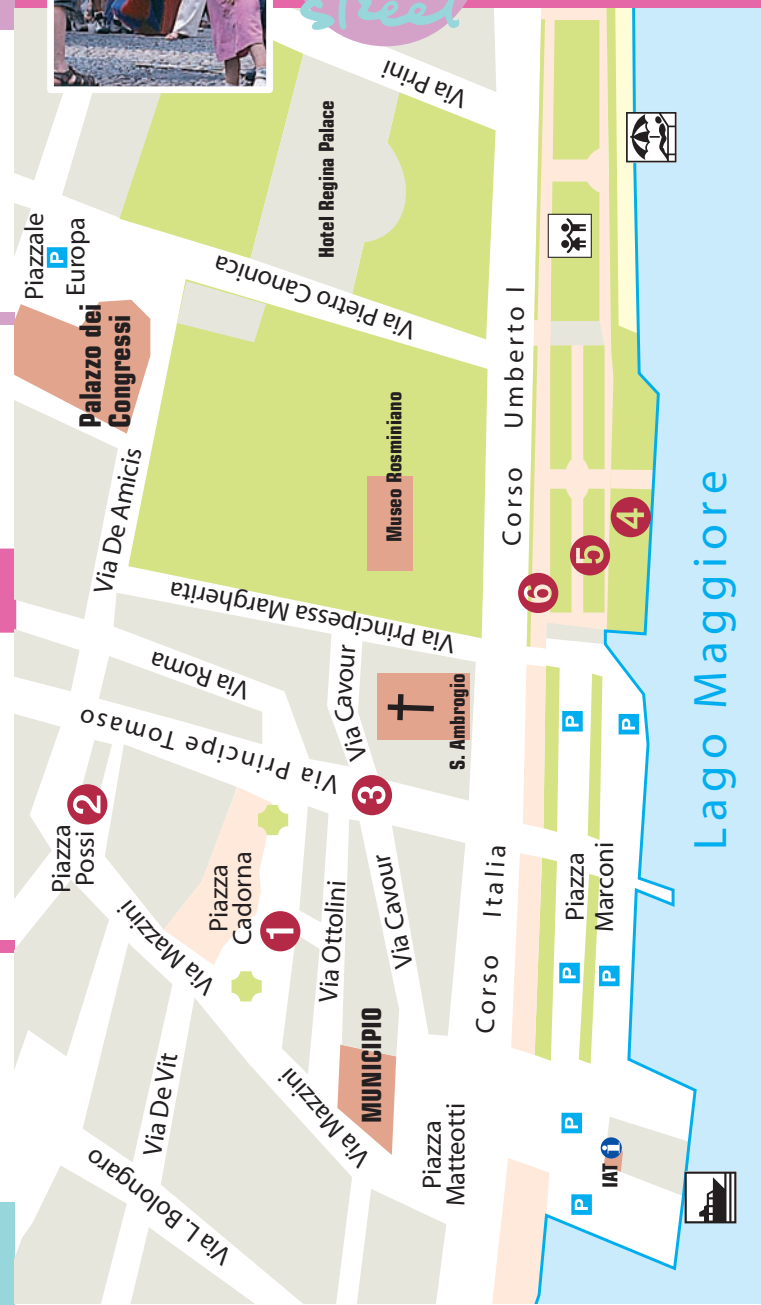 street
Via Prini
Hotel Regina Palace
Piazzale
P
Europa
Via Pietro Canonica
Palazzo dei
Congressi
Corso Umberto I
Museo Rosminiano
Via De Amicis
Via Principessa Margherita
Via Roma
Via Cavour
S. Ambrogio
Via Principe Tomaso
6
5
4
3
2
Piazza
Possi
Piazza
Cadorna
1
Via Mazzini
Via Ottolini
Via Cavour
Corso Italia
Piazza
Marconi
P
P
P
P
Lago Maggiore
MUNICIPIO
Via Mazzini
Via De Vit
Via L. Bolongaro
Piazza
Matteotti
P
P
IAT i